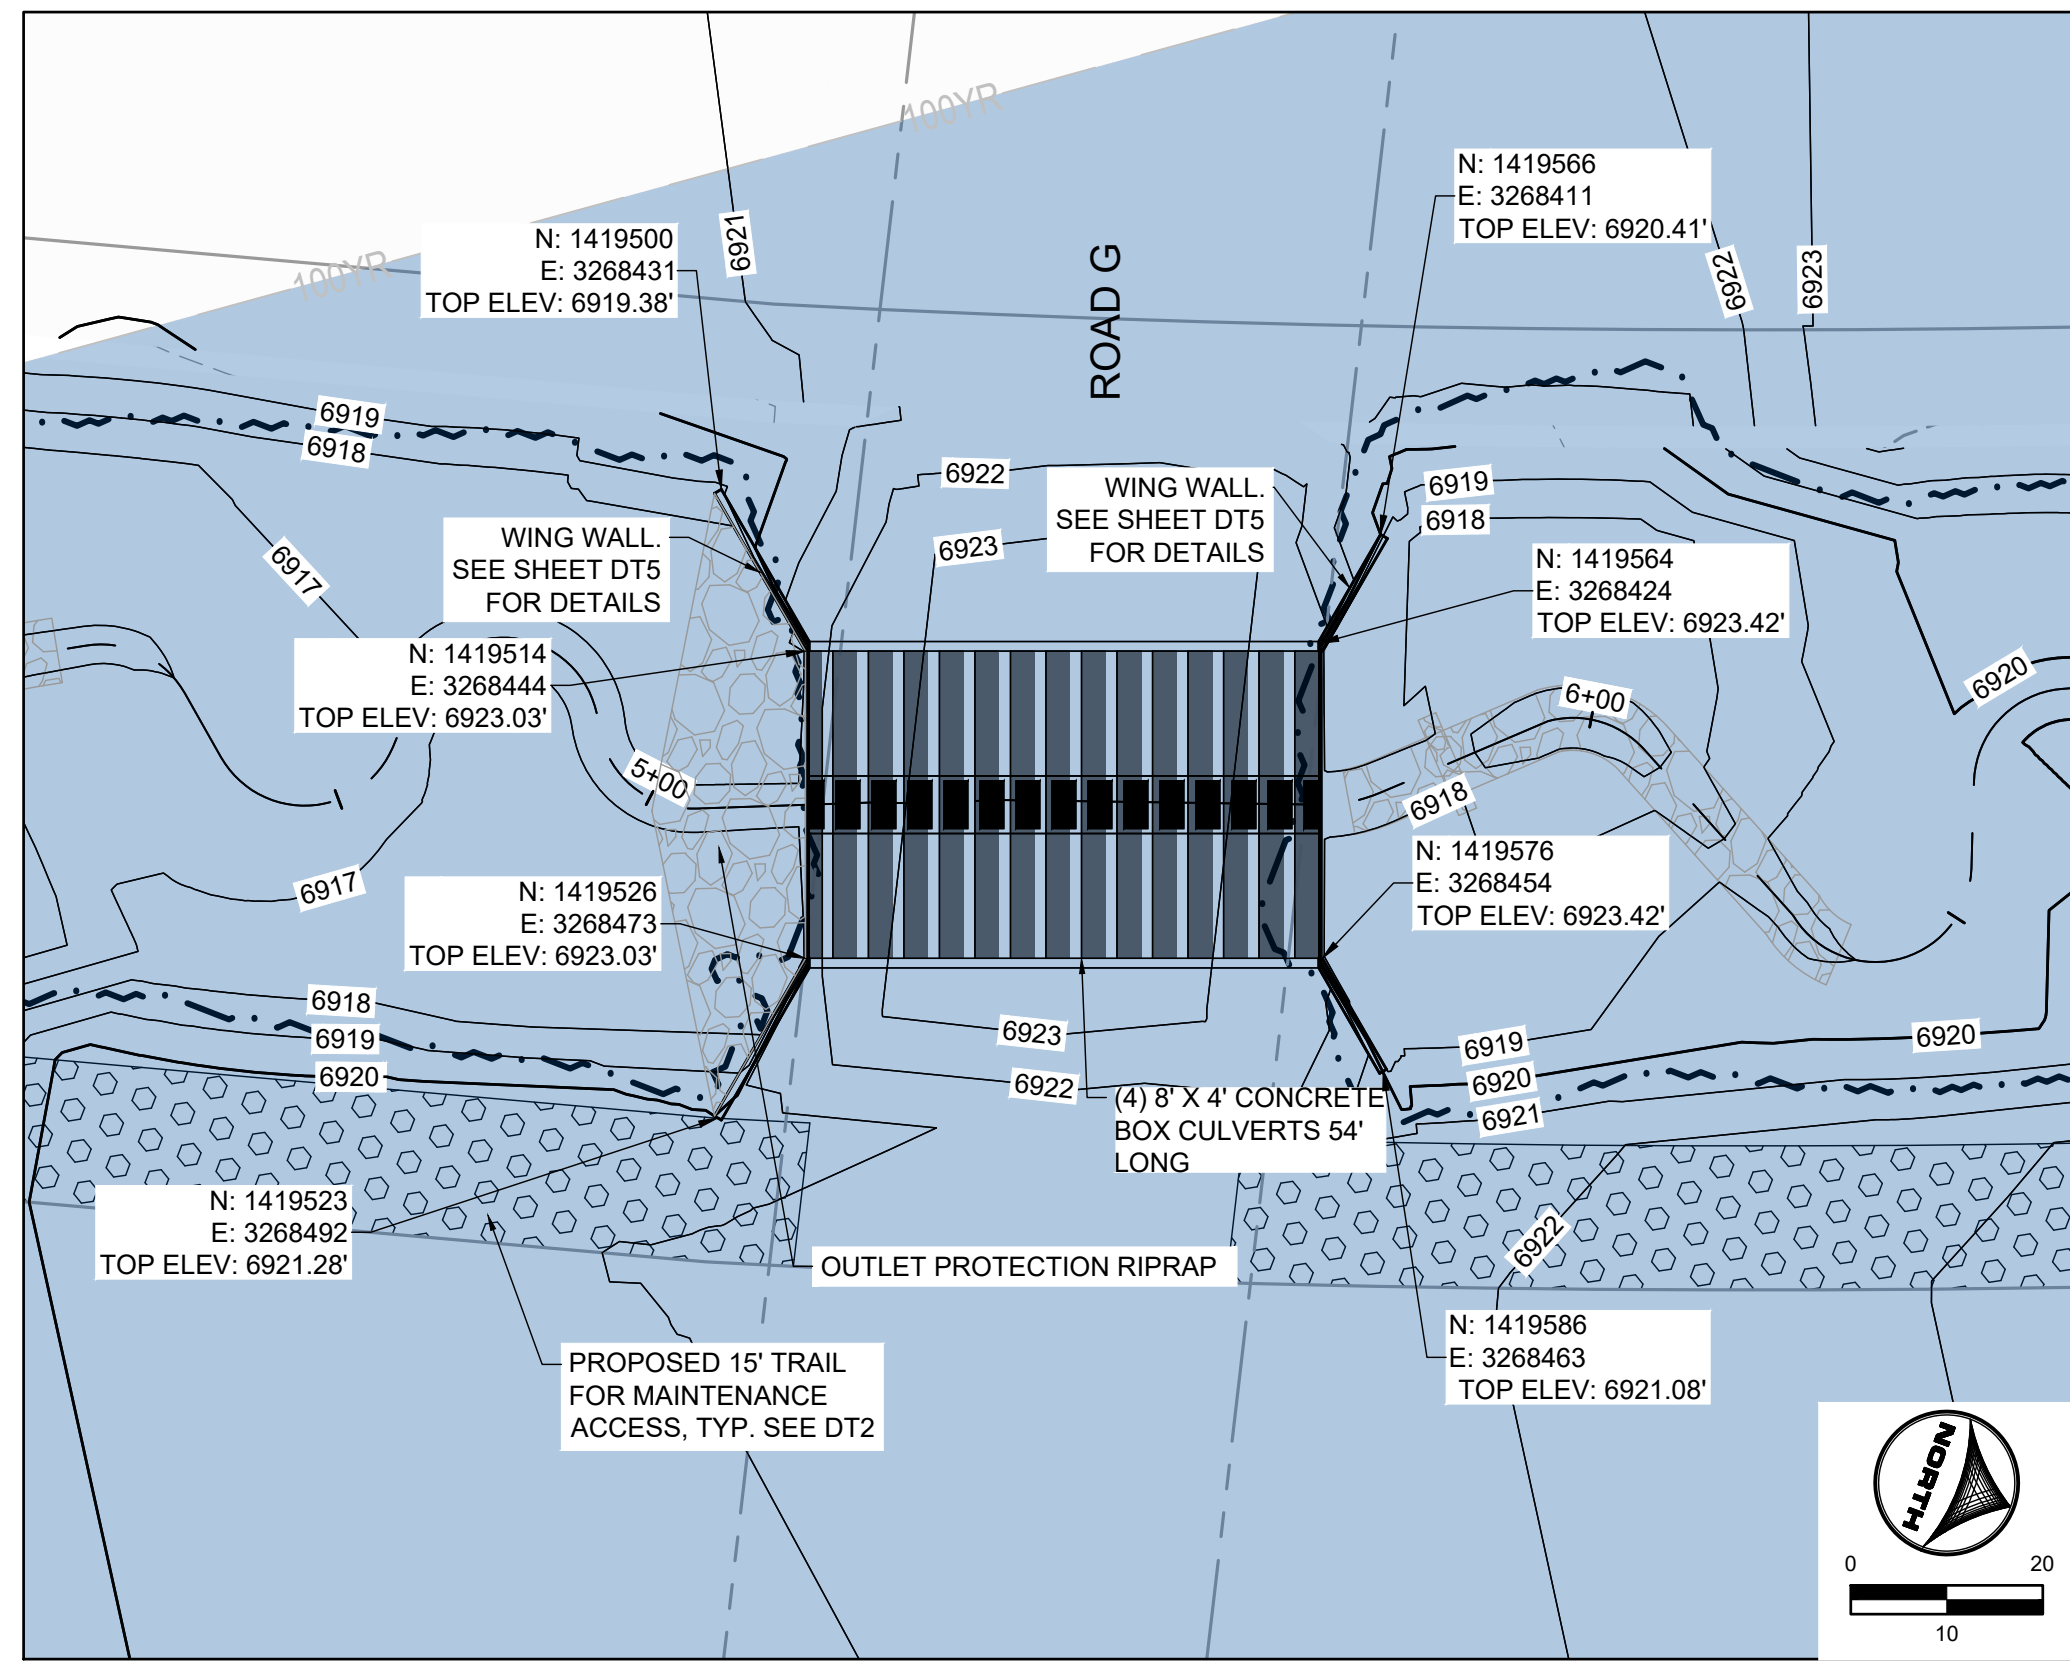 100YR
100YR
N: 1419566
E: 3268411
TOP ELEV: 6920.41'
N: 1419500
E: 3268431
TOP ELEV: 6919.38'
6921
ROAD G
6922
6923
6919
6918
6922
WING WALL.
SEE SHEET DT5
FOR DETAILS
6919
6918
WING WALL.
SEE SHEET DT5
FOR DETAILS
6923
6917
N: 1419564
E: 3268424
TOP ELEV: 6923.42'
N: 1419514
E: 3268444
TOP ELEV: 6923.03'
6920
6+00
5+00
6918
N: 1419576
E: 3268454
TOP ELEV: 6923.42'
6917
N: 1419526
E: 3268473
TOP ELEV: 6923.03'
6918
6919
6920
6923
6922
6919
6920
6921
6920
(4) 8' X 4' CONCRETE
BOX CULVERTS 54'
LONG
N: 1419523
E: 3268492
TOP ELEV: 6921.28'
OUTLET PROTECTION RIPRAP
6922
N: 1419586
E: 3268463
TOP ELEV: 6921.08'
PROPOSED 15' TRAIL
FOR MAINTENANCE
ACCESS, TYP. SEE DT2
NORTH
0 20
10